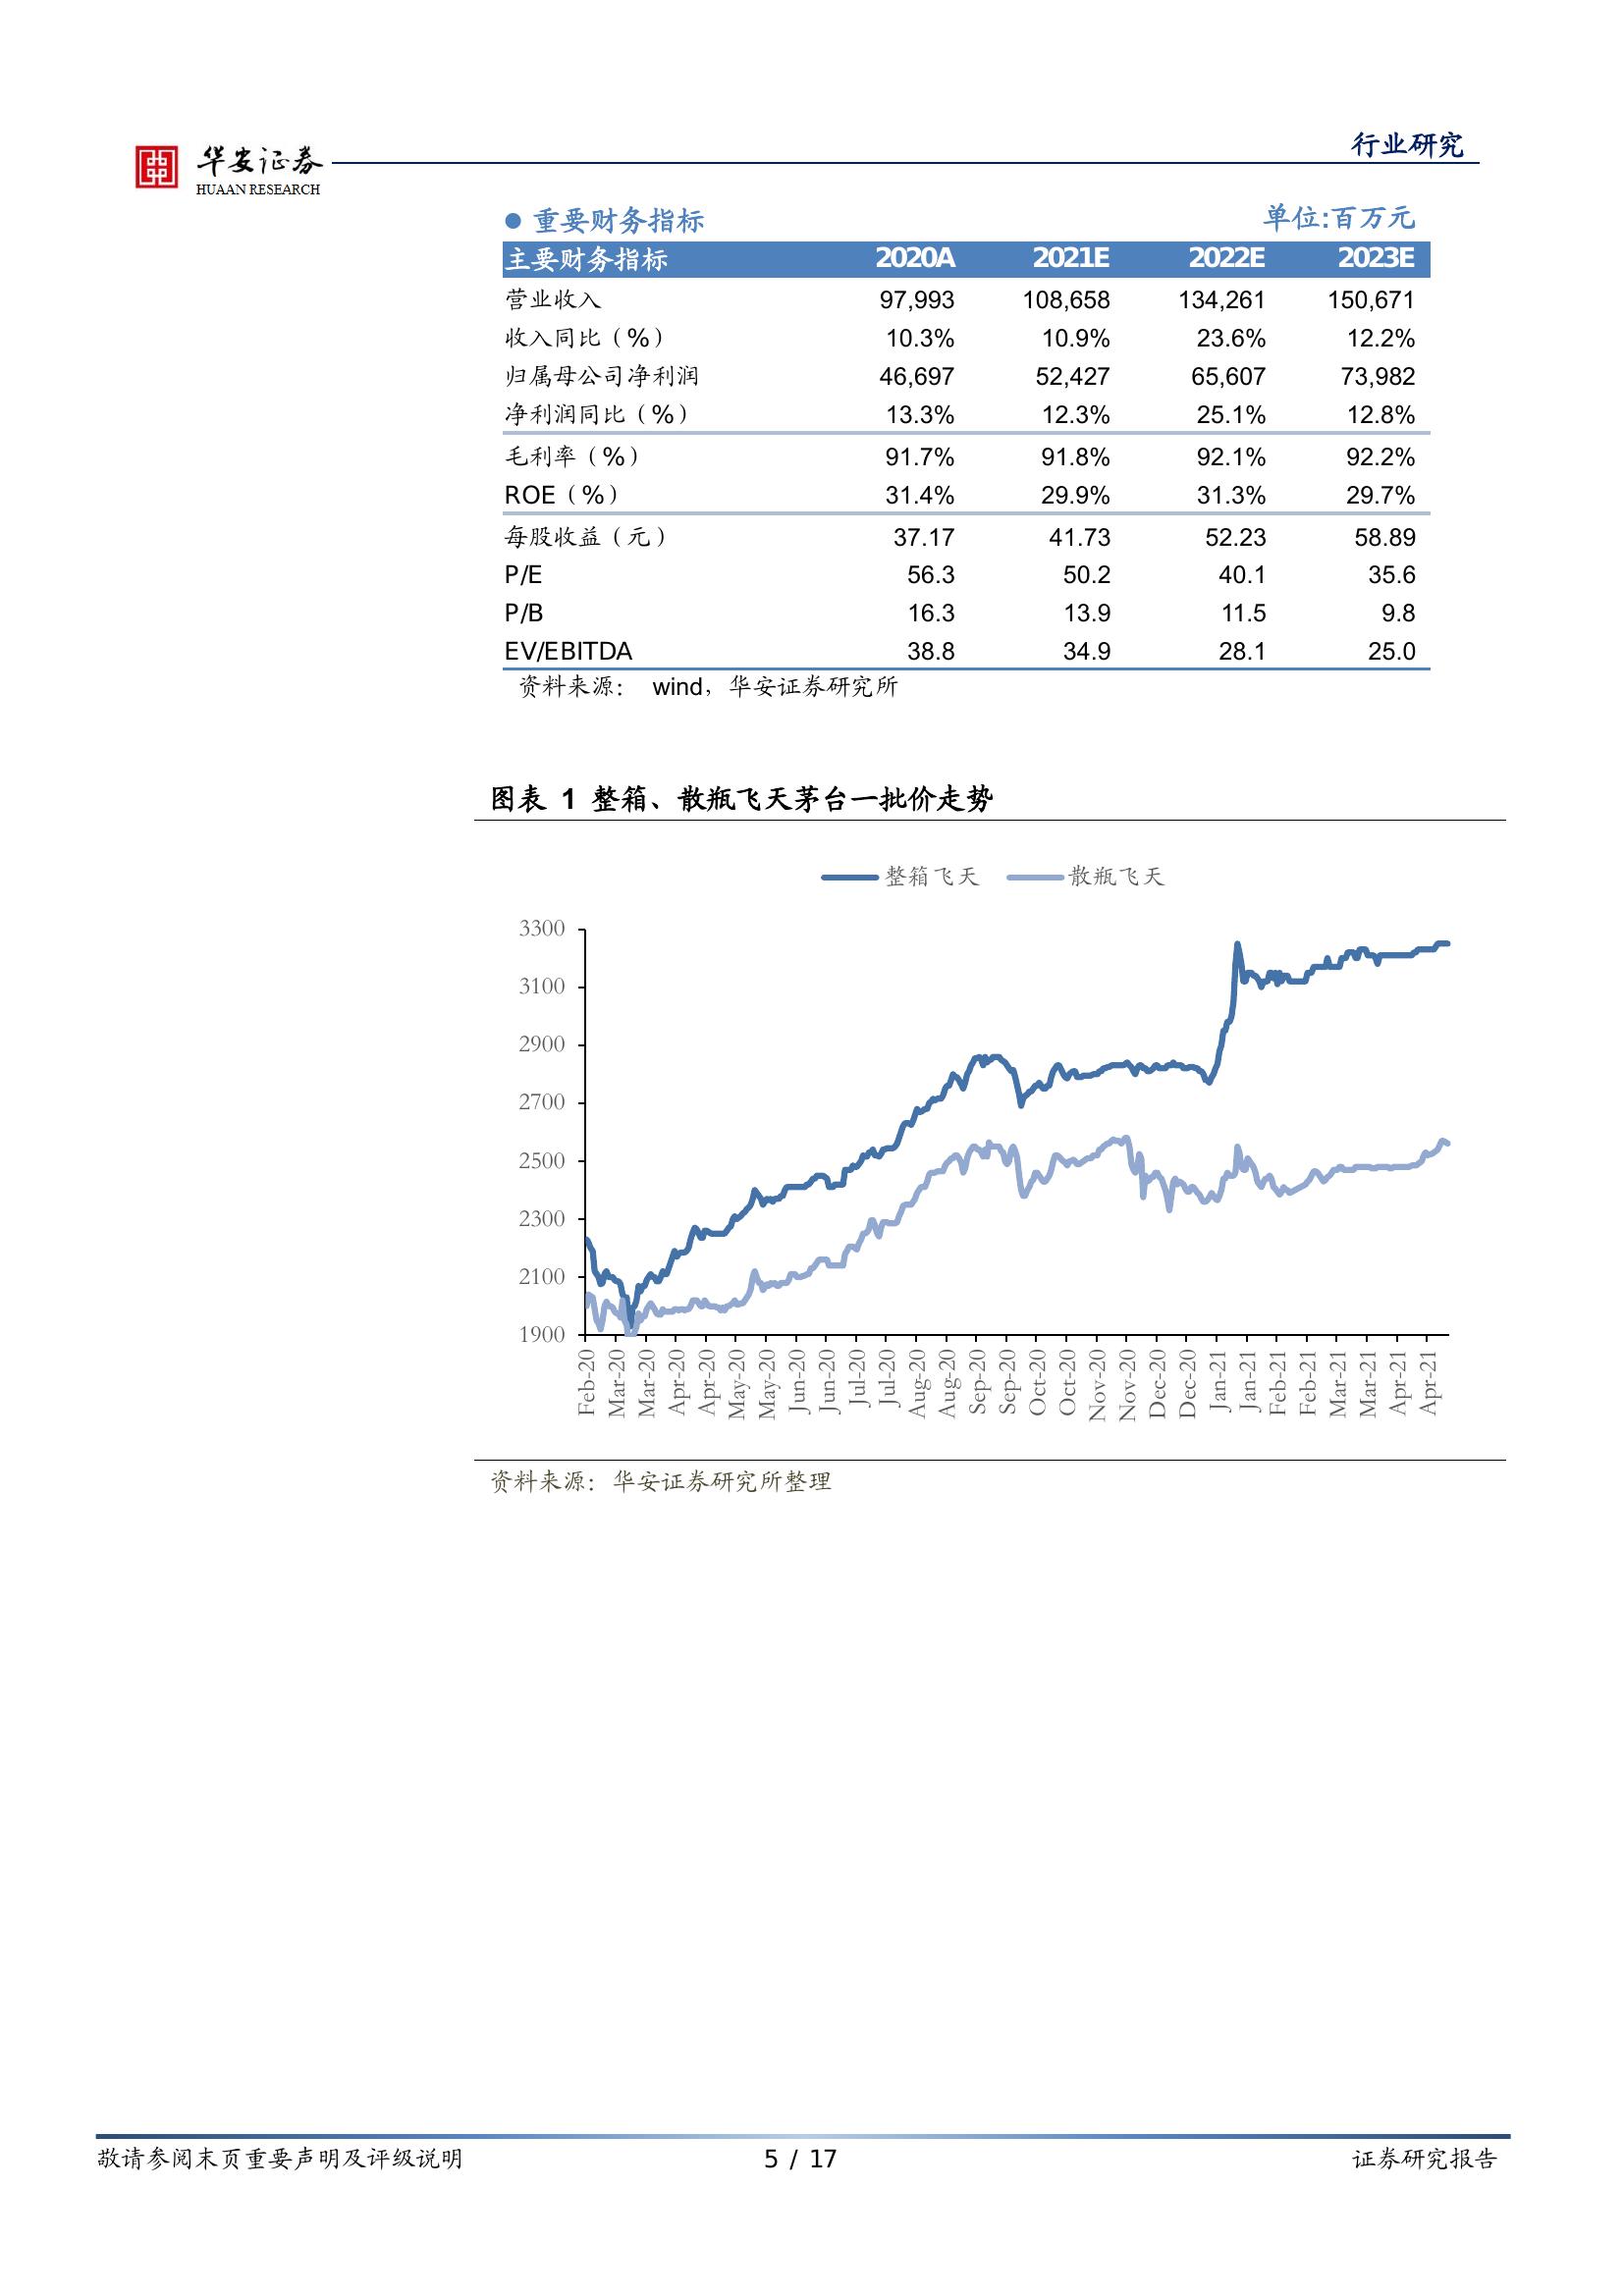 华安证券
HUAAN RESEARCH
行业研究
● 重要财务指标 单位:百万元
主要财务指标 2020A 2021E 2022E 2023E
营业收入 97,993 108,658 134,261 150,671
收入同比（%） 10.3% 10.9% 23.6% 12.2%
归属母公司净利润 46,697 52,427 65,607 73,982
净利润同比（%） 13.3% 12.3% 25.1% 12.8%
毛利率（%） 91.7% 91.8% 92.1% 92.2%
ROE（%） 31.4% 29.9% 31.3% 29.7%
每股收益（元） 37.17 41.73 52.23 58.89
P/E 56.3 50.2 40.1 35.6
P/B 16.3 13.9 11.5 9.8
EV/EBITDA 38.8 34.9 28.1 25.0
资料来源： wind，华安证券研究所
图表 1 整箱、散瓶飞天茅台一批价走势
整箱飞天 散瓶飞天
3300
3100
2900
2700
2500
2300
2100
1900
Feb-20 Mar-20 Mar-20 Apr-20 Apr-20 May-20 May-20 Jun-20 Jun-20 Jul-20 Jul-20 Aug-20 Aug-20 Sep-20 Sep-20 Oct-20 Oct-20 Nov-20 Nov-20 Dec-20 Dec-20 Jan-21 Jan-21 Feb-21 Feb-21 Mar-21 Mar-21 Apr-21 Apr-21
资料来源：华安证券研究所整理
敬请参阅末页重要声明及评级说明 5 / 17 证券研究报告